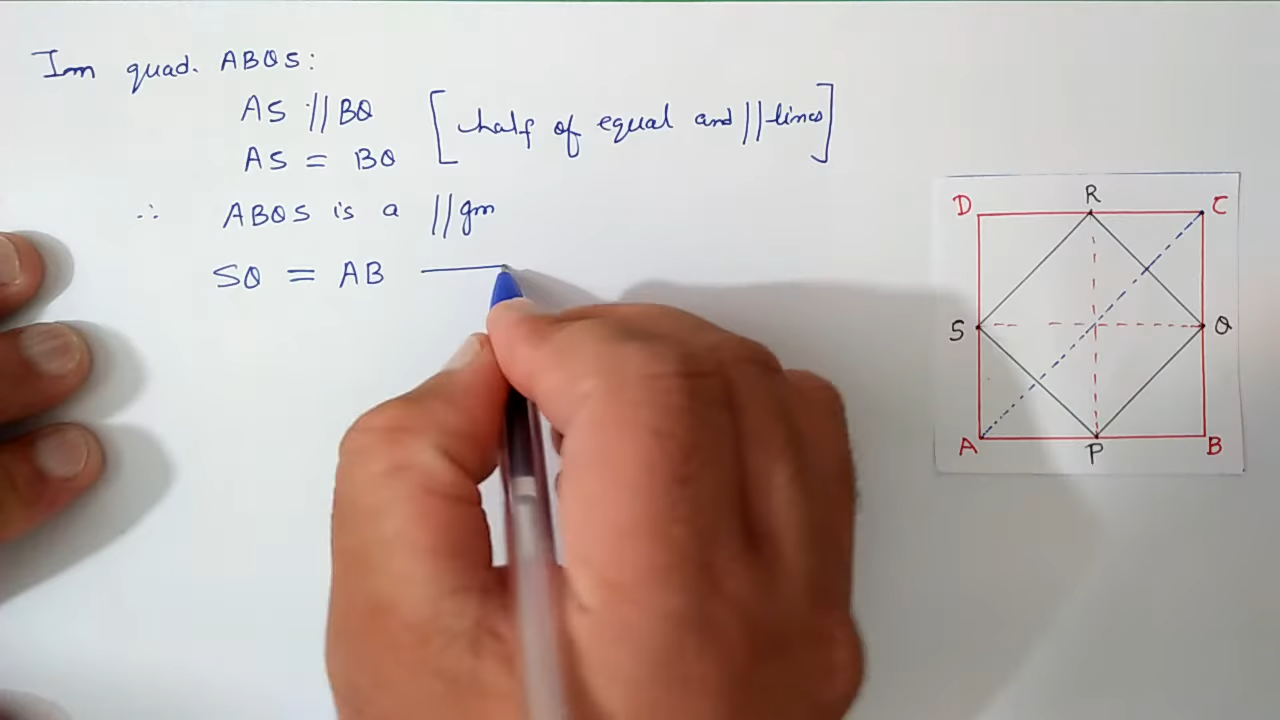 In quad. ABQS:
AS // BQ [half of equal and // lines]
AS = BQ
∴ ABQS is a //gm
SQ = AB
D R C
S Q
A P B